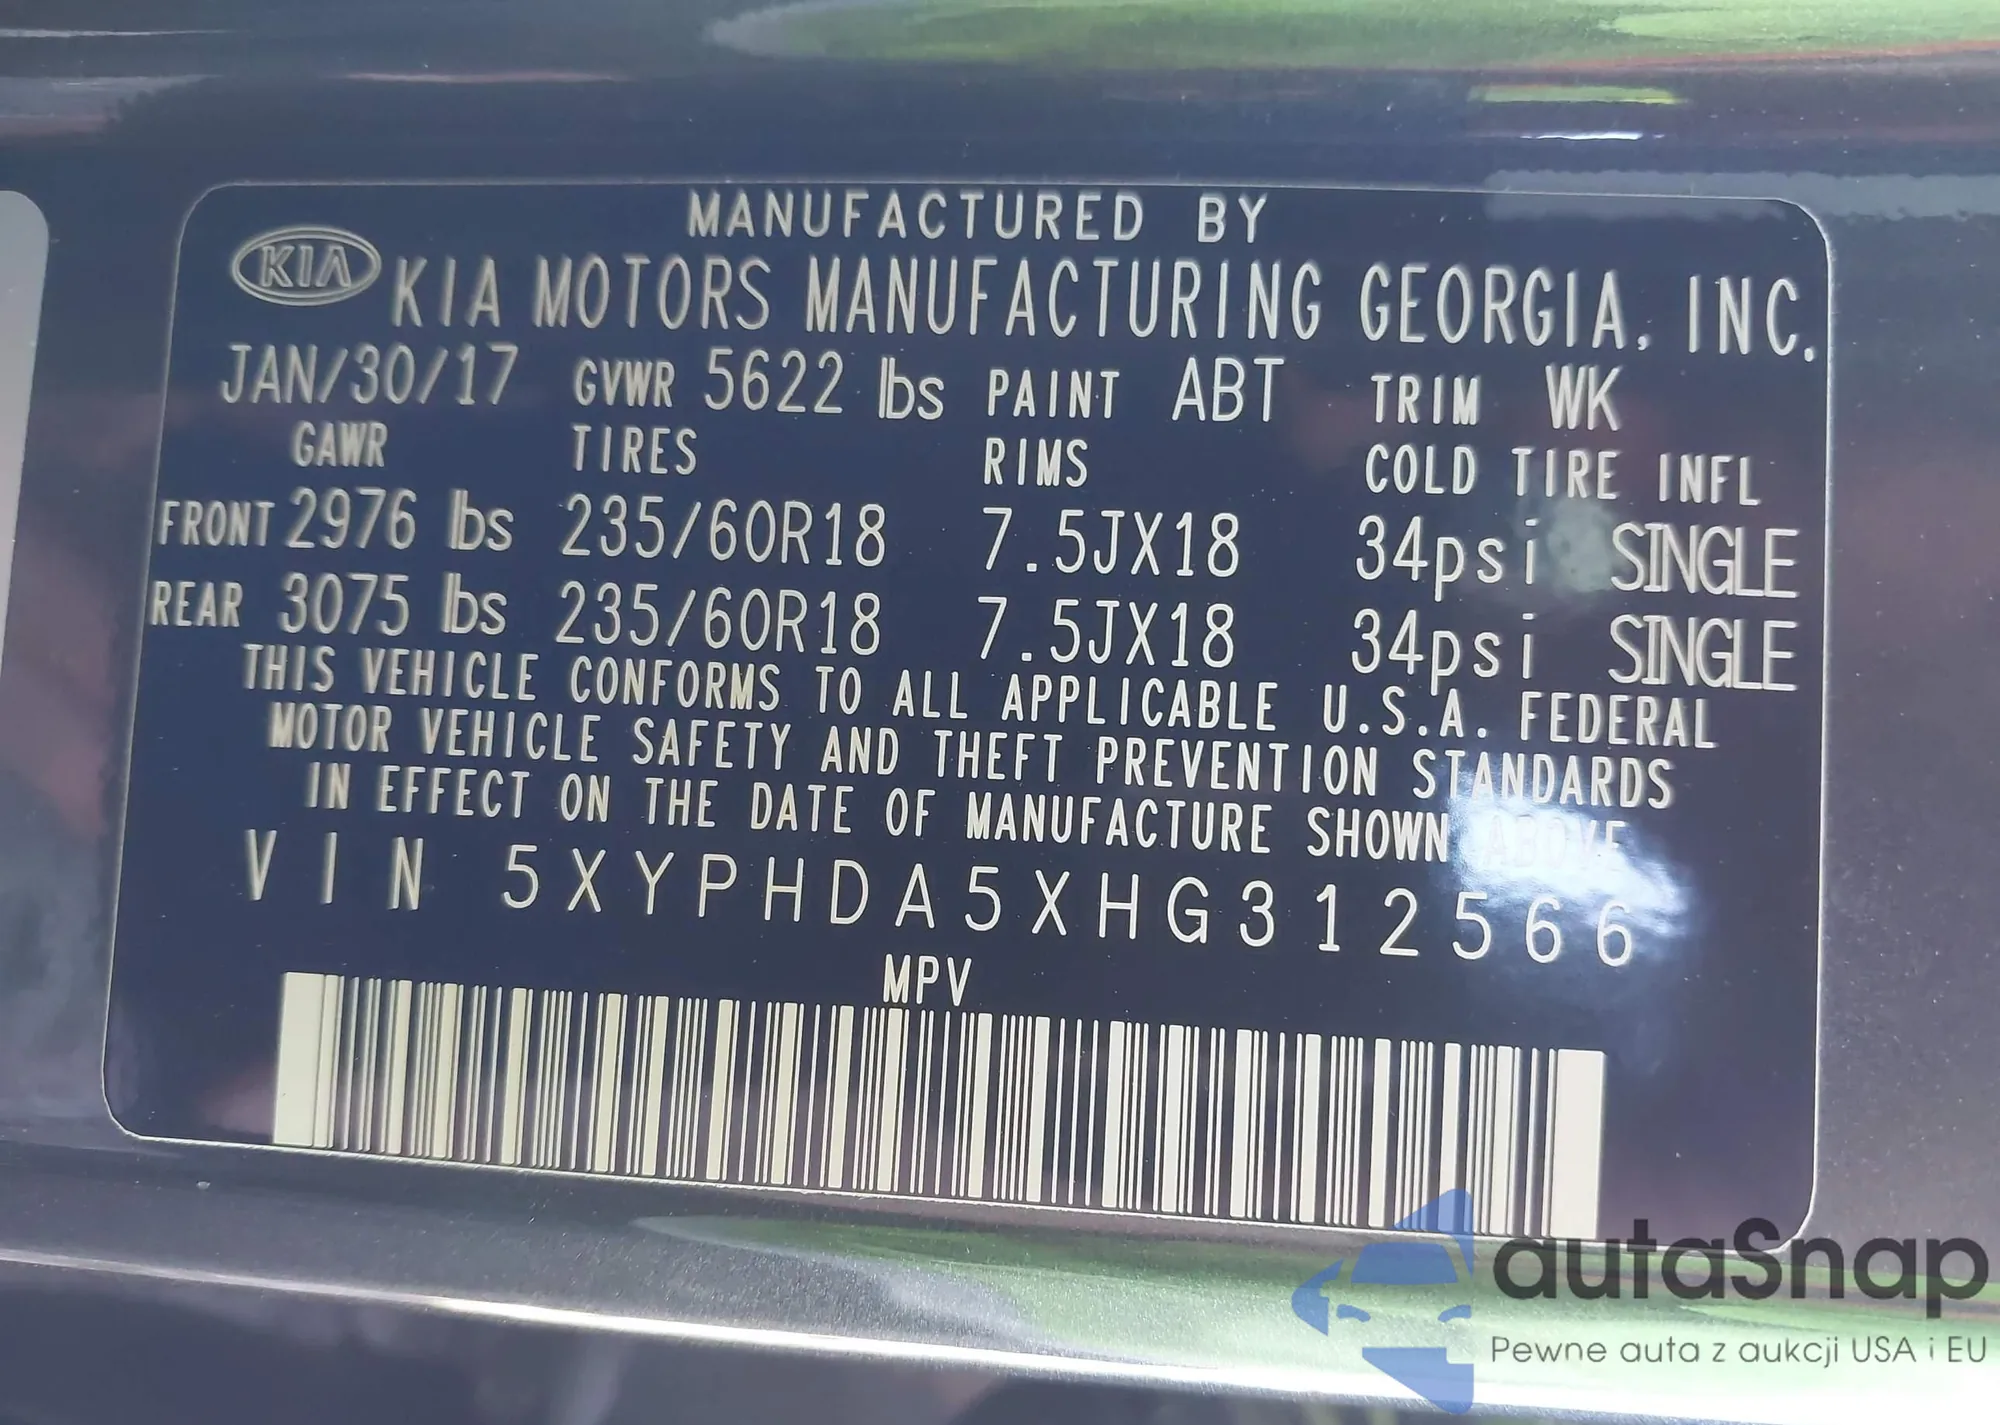 MANUFACTURED BY
KIA KIA MOTORS MANUFACTURING GEORGIA, INC.
JAN/30/17 GVWR 5622 lbs PAINT ABT TRIM WK
GAWR TIRES RIMS COLD TIRE INFL
FRONT 2976 lbs 235/60R18 7.5JX18 34psi SINGLE
REAR 3075 lbs 235/60R18 7.5JX18 34psi SINGLE
THIS VEHICLE CONFORMS TO ALL APPLICABLE U.S.A. FEDERAL
MOTOR VEHICLE SAFETY AND THEFT PREVENTION STANDARDS
IN EFFECT ON THE DATE OF MANUFACTURE SHOWN ABOVE
VIN 5XYPHDA5XHG312566
MPV
autaSnap
Pewne auta z aukcji USA i EU